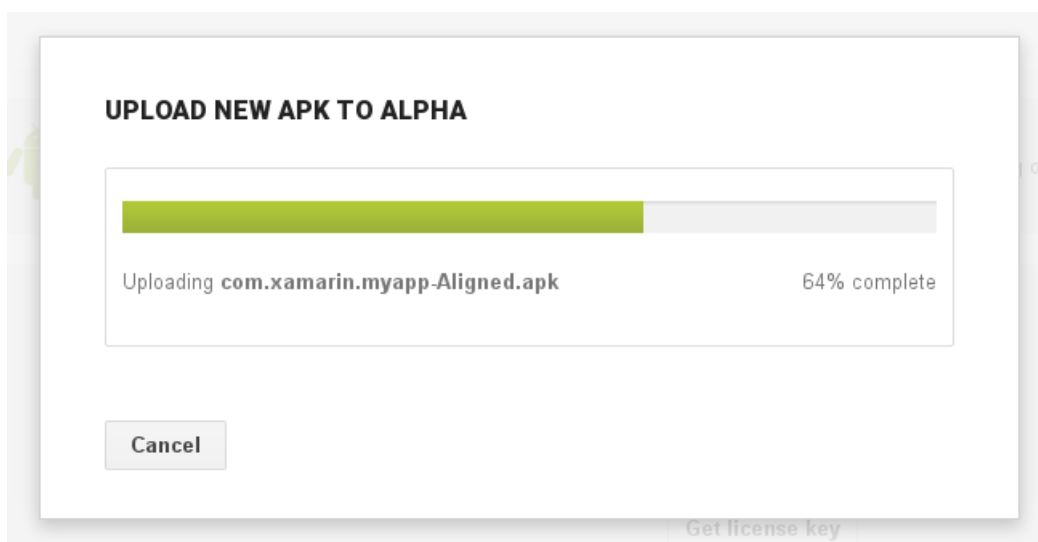 UPLOAD NEW APK TO ALPHA
Uploading com.xamarin.myapp-Aligned.apk 64% complete
Cancel
Get license key